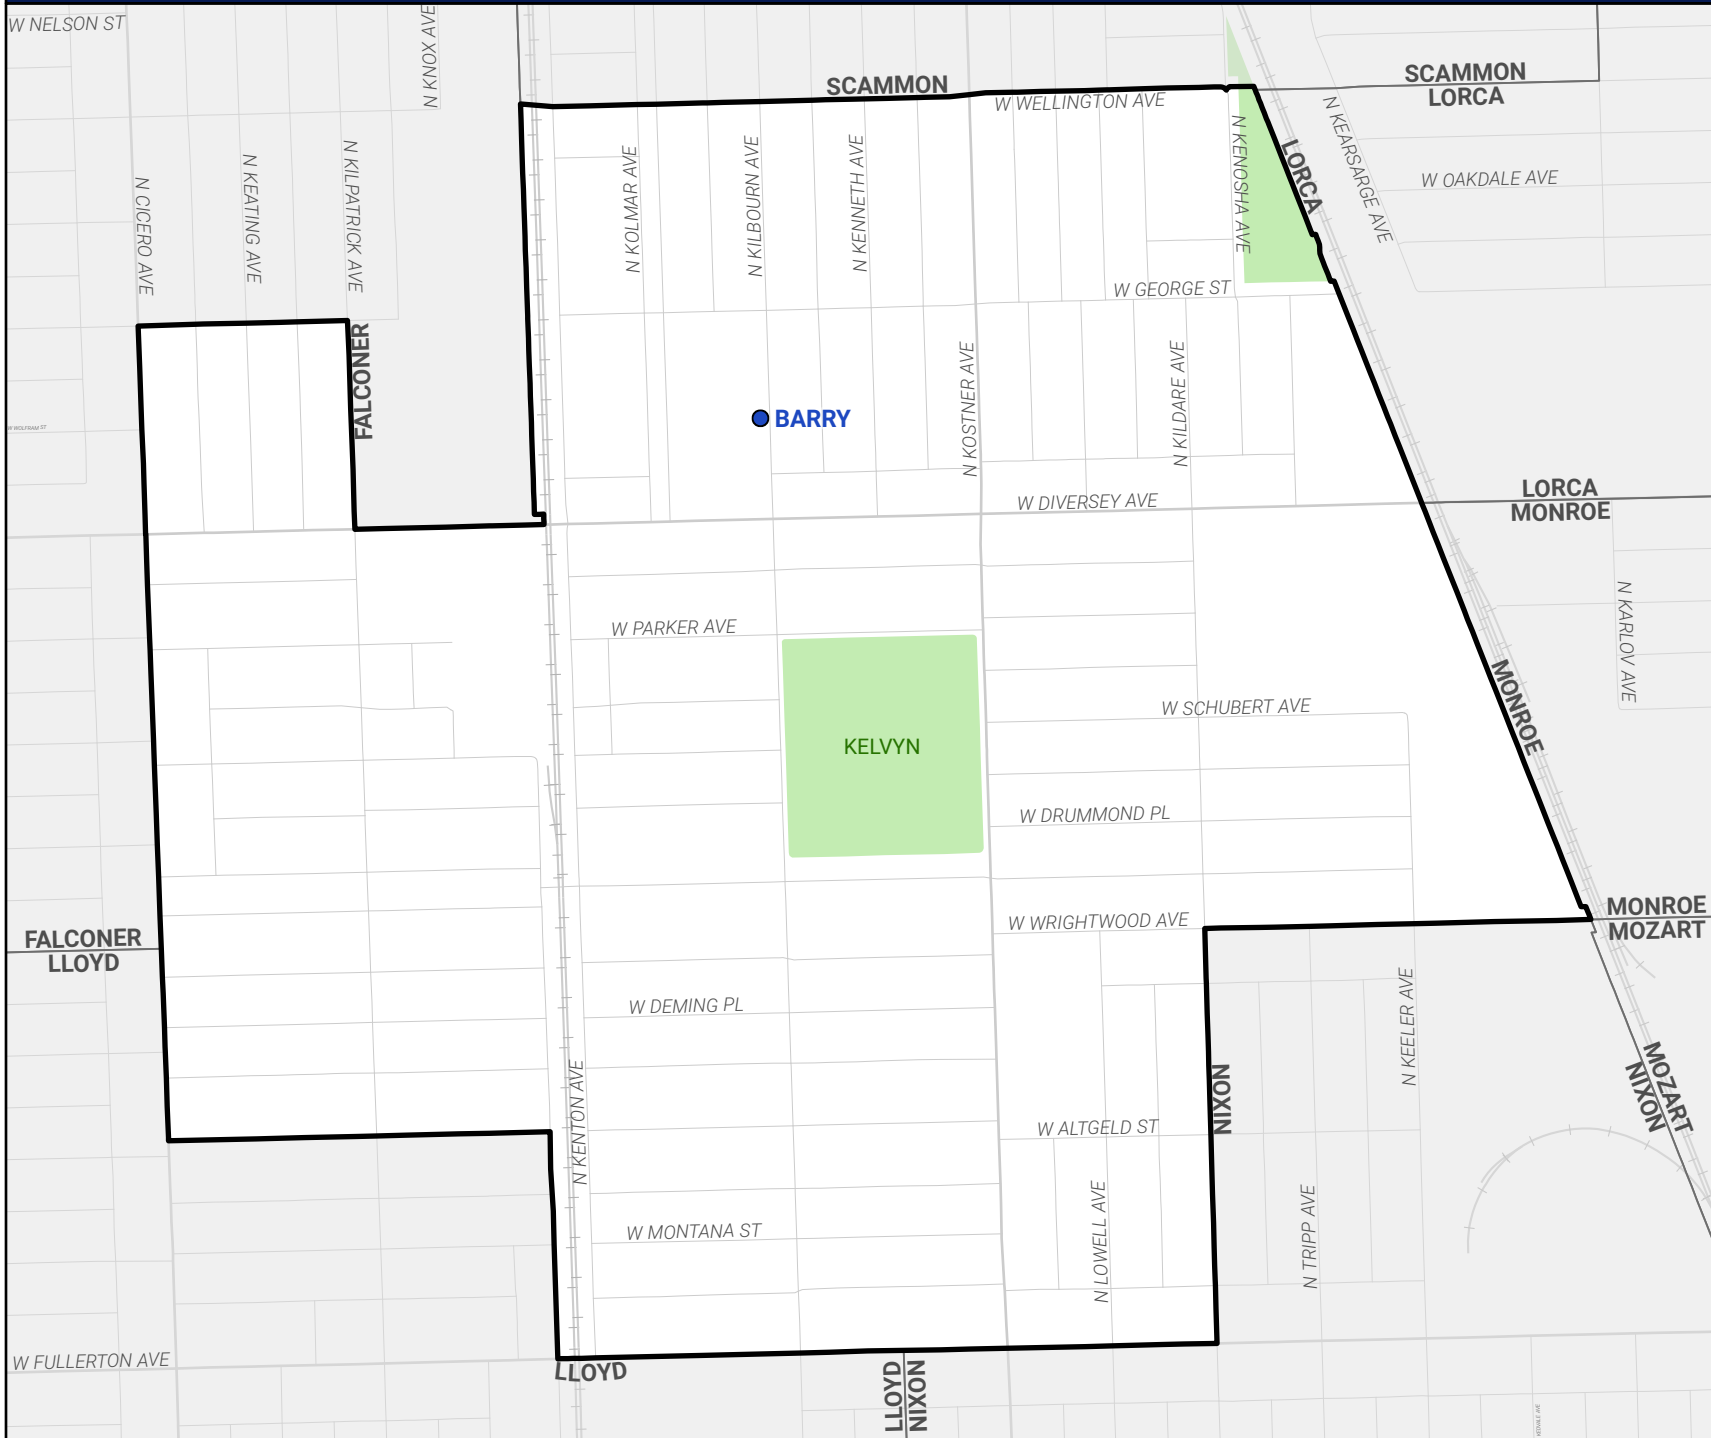 W NELSON ST
N KNOX AVE
SCAMMON
W WELLINGTON AVE
SCAMMON
LORCA
N KEARSARGE AVE
LORCA
N KENOSHA AVE
W OAKDALE AVE
N CICERO AVE
N KEATING AVE
N KILPATRICK AVE
N KOLMAR AVE
N KILBOURN AVE
N KENNETH AVE
W GEORGE ST
FALCONER
N KOSTNER AVE
N KILDARE AVE
W WOLFRAM ST
BARRY
W DIVERSEY AVE
LORCA
MONROE
W PARKER AVE
N KARLOV AVE
MONROE
KELVYN
W SCHUBERT AVE
W DRUMMOND PL
W WRIGHTWOOD AVE
MONROE
MOZART
FALCONER
LLOYD
W DEMING PL
N KEELER AVE
N KENTON AVE
NIXON
MOZART
NIXON
W ALTGELD ST
N LOWELL AVE
N TRIPP AVE
W MONTANA ST
W FULLERTON AVE
LLOYD
LLOYD
NIXON